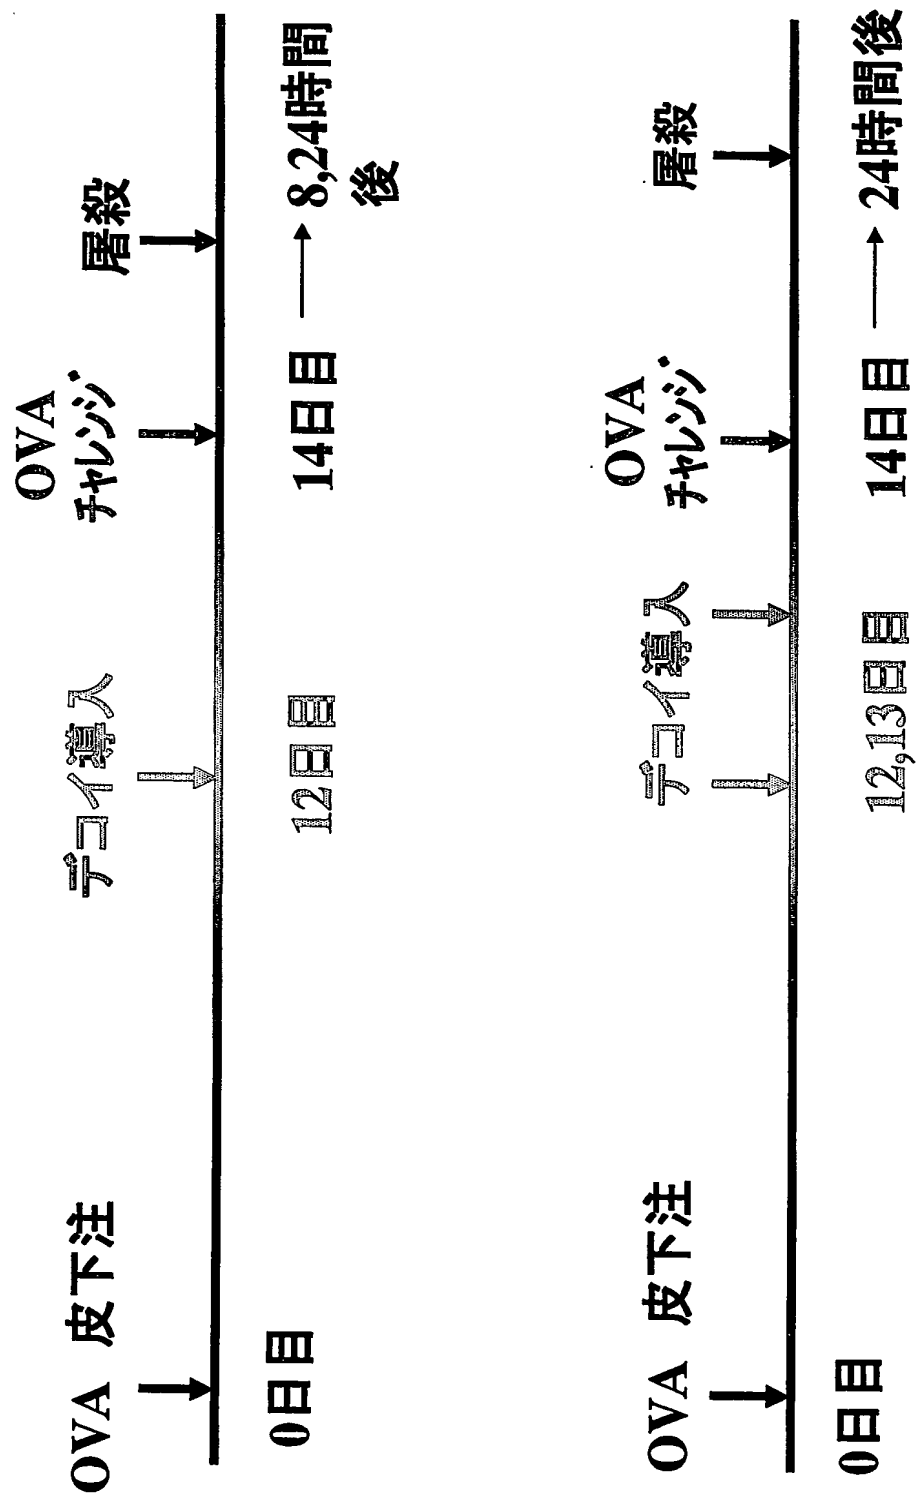 OVA 皮下注
デコイ導入
OVA
チャレンジ
屠殺
0日目
12日目
14日目
8,24時間
後
OVA 皮下注
デコイ導入
OVA
チャレンジ
屠殺
0日目
12,13日目
14日目
24時間後